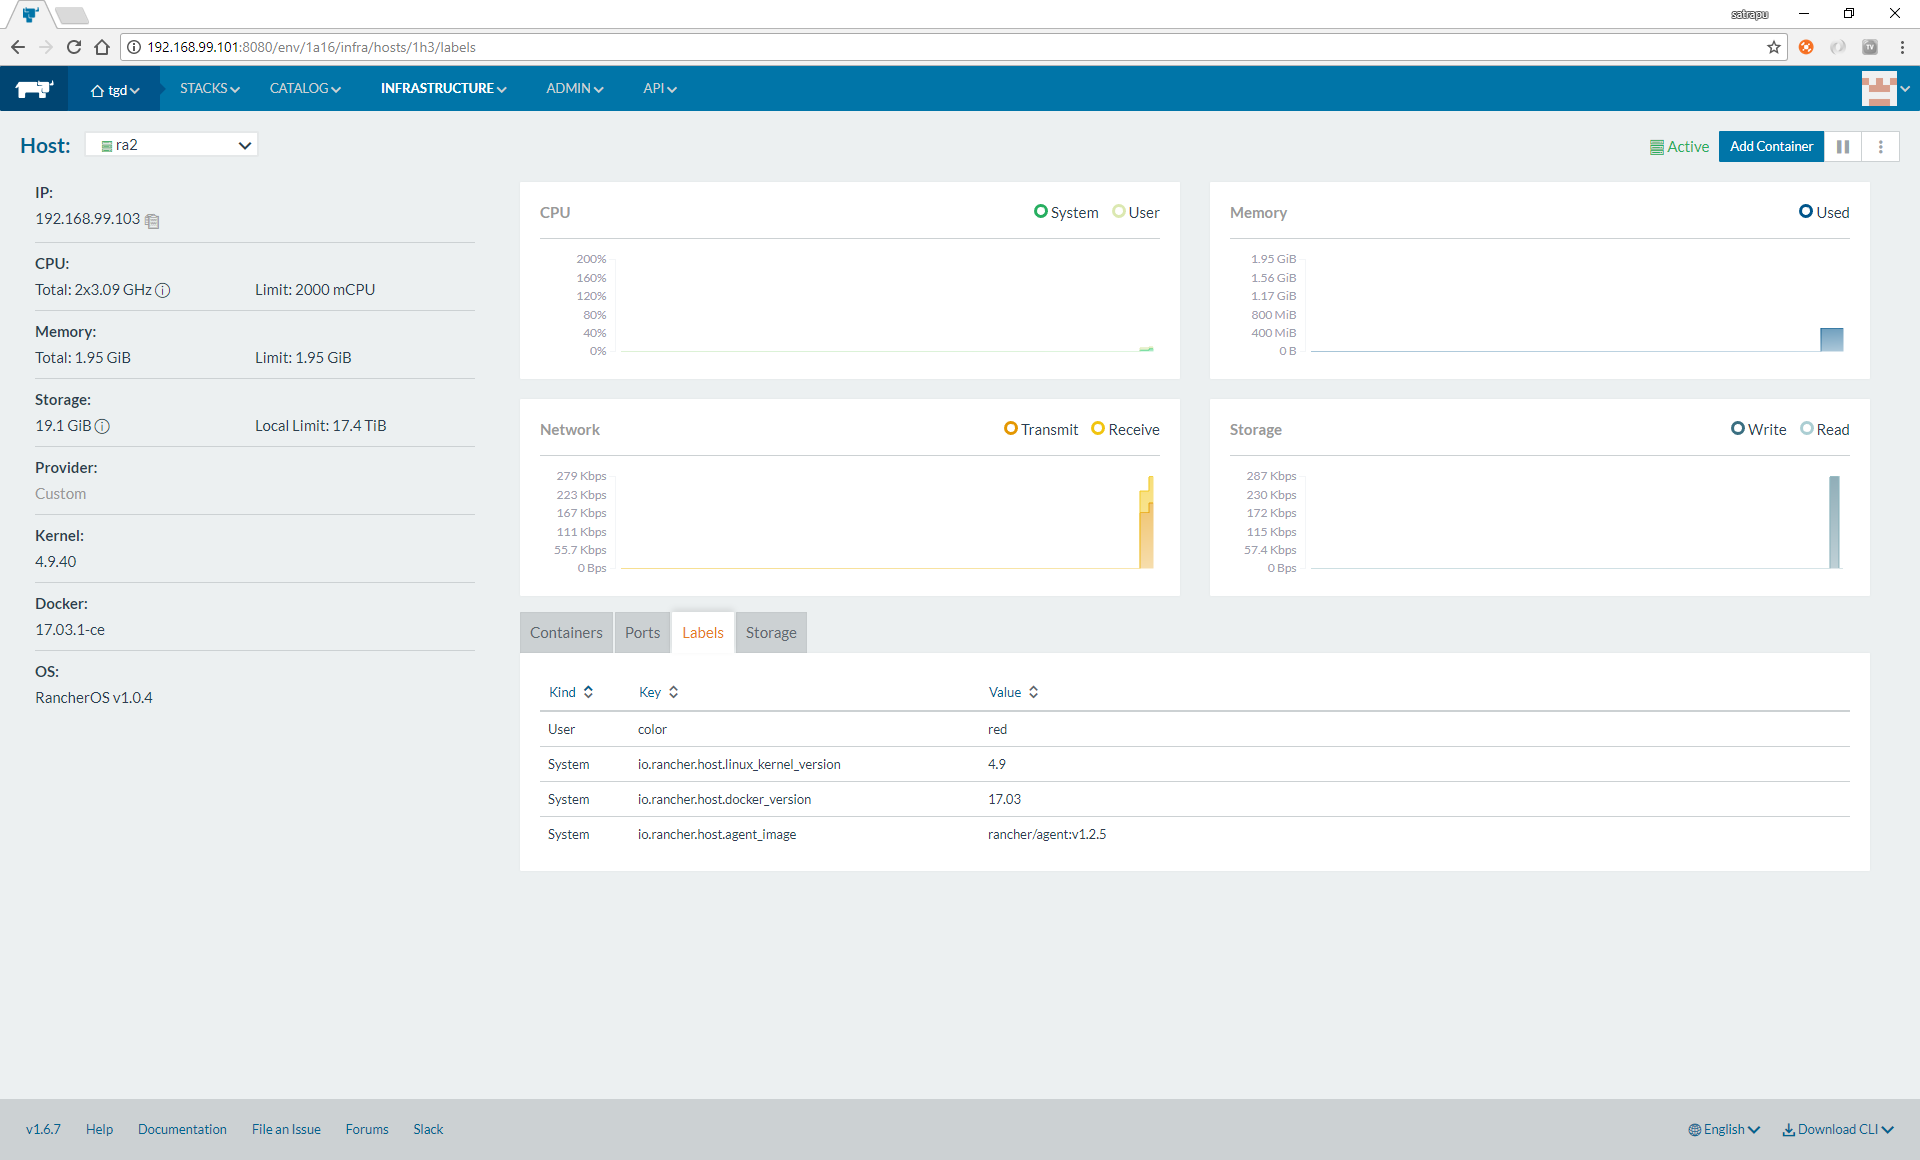 satrapu
192.168.99.101:8080/env/1a16/infra/hosts/1h3/labels
tgd STACKS CATALOG INFRASTRUCTURE ADMIN API
Host: ra2 Active Add Container
IP:
192.168.99.103
CPU:
Total: 2x3.09 GHz Limit: 2000 mCPU
Memory:
Total: 1.95 GiB Limit: 1.95 GiB
Storage:
19.1 GiB Local Limit: 17.4 TiB
Provider:
Custom
Kernel:
4.9.40
Docker:
17.03.1-ce
OS:
RancherOS v1.0.4
CPU System User
200%
160%
120%
80%
40%
0%
Memory Used
1.95 GiB
1.56 GiB
1.17 GiB
800 MiB
400 MiB
0 B
Network Transmit Receive
279 Kbps
223 Kbps
167 Kbps
111 Kbps
55.7 Kbps
0 Bps
Storage Write Read
287 Kbps
230 Kbps
172 Kbps
115 Kbps
57.4 Kbps
0 Bps
Containers Ports Labels Storage
Kind Key Value
User color red
System io.rancher.host.linux_kernel_version 4.9
System io.rancher.host.docker_version 17.03
System io.rancher.host.agent_image rancher/agent:v1.2.5
v1.6.7 Help Documentation File an Issue Forums Slack English Download CLI